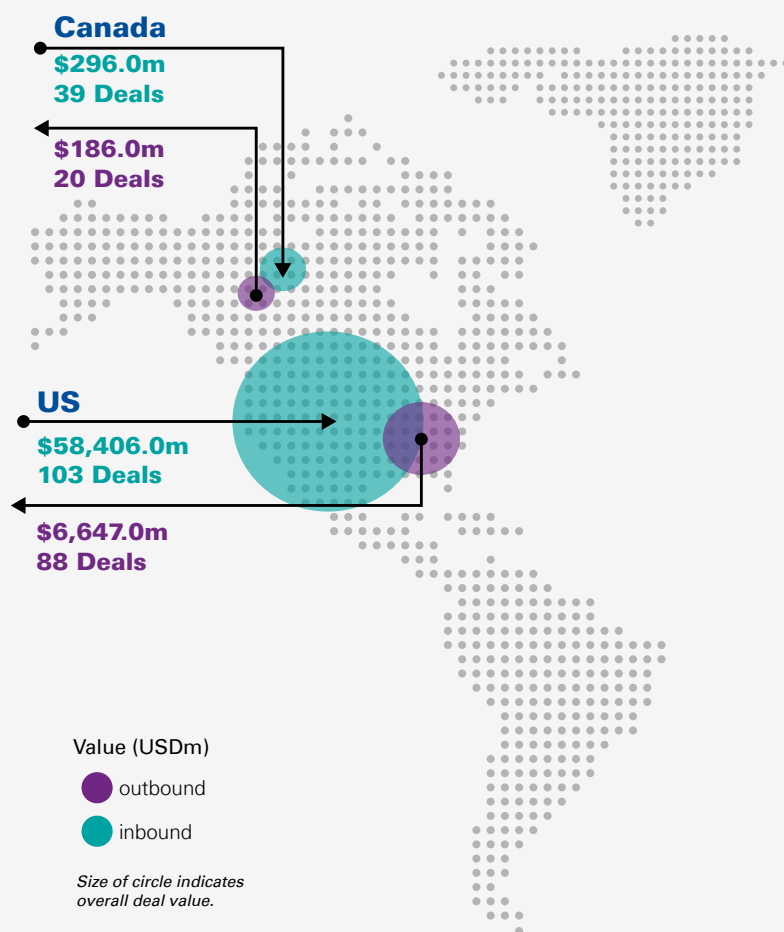 Canada
$296.0m
39 Deals
$186.0m
20 Deals
US
$58,406.0m
103 Deals
$6,647.0m
88 Deals
Value (USDm)
outbound
inbound
Size of circle indicates
overall deal value.